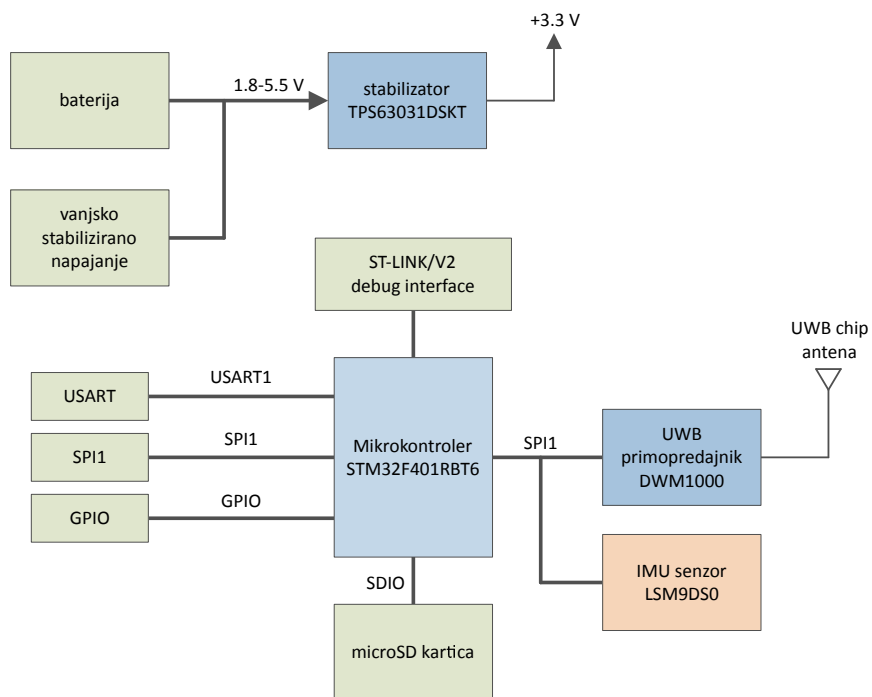 +3.3 V
baterija
1.8-5.5 V
stabilizator
TPS63031DSKT
vanjsko
stabilizirano
napajanje
ST-LINK/V2
debug interface
UWB chip
antena
USART
USART1
SPI1
SPI1
GPIO
GPIO
Mikrokontroler
STM32F401RBT6
SPI1
UWB
primopredajnik
DWM1000
IMU senzor
LSM9DS0
SDIO
microSD kartica